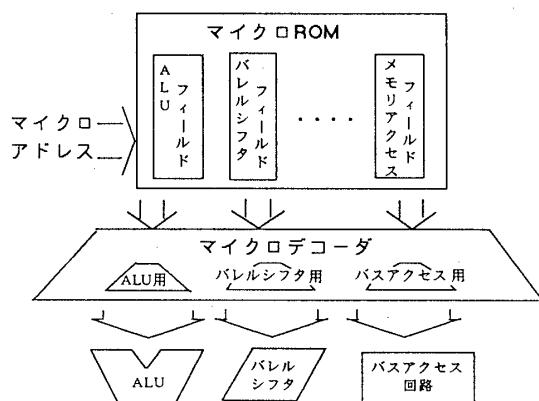 マイクロROM
ALU
フィールド
バレルシフタ
フィールド
・・・・
メモリアクセス
フィールド
マイクロ
アドレス
マイクロデコーダ
ALU用
バレルシフタ用
バスアクセス用
ALU
バレル
シフタ
バスアクセス
回路